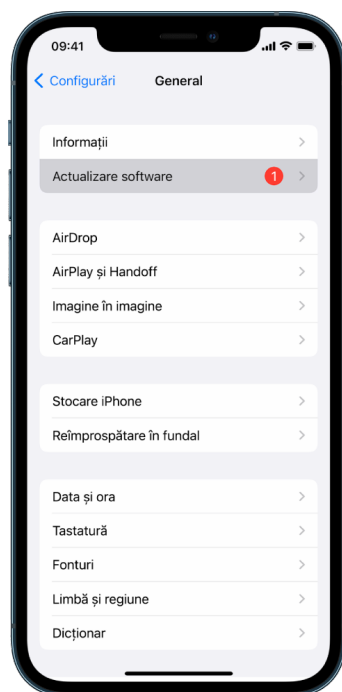 09:41
Configurări General
Informații
Actualizare software 1
AirDrop
AirPlay și Handoff
Imagine în imagine
CarPlay
Stocare iPhone
Reîmprospătare în fundal
Data și ora
Tastatură
Fonturi
Limbă și regiune
Dicționar